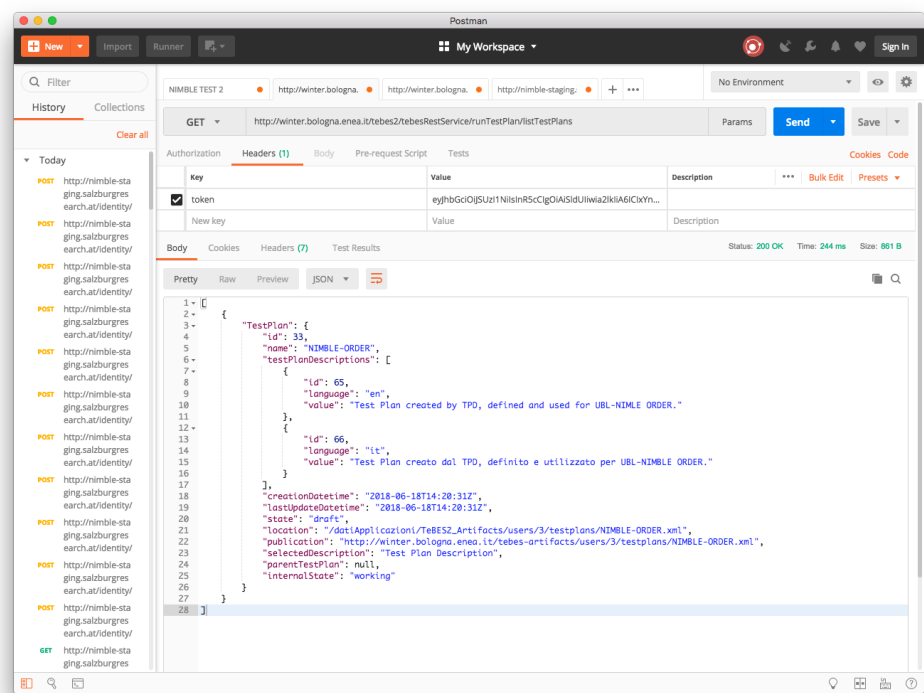 Postman
New
Import
Runner
My Workspace
Sign In
Filter
History
Collections
Clear all
Today
POST http://nimble-sta
ging.salzburgres
earch.at/identity/
POST http://nimble-sta
ging.salzburgres
earch.at/identity/
POST http://nimble-sta
ging.salzburgres
earch.at/identity/
POST http://nimble-sta
ging.salzburgres
earch.at/identity/
POST http://nimble-sta
ging.salzburgres
earch.at/identity/
POST http://nimble-sta
ging.salzburgres
earch.at/identity/
POST http://nimble-sta
ging.salzburgres
earch.at/identity/
POST http://nimble-sta
ging.salzburgres
earch.at/identity/
POST http://nimble-sta
ging.salzburgres
earch.at/identity/
POST http://nimble-sta
ging.salzburgres
earch.at/identity/
POST http://nimble-sta
ging.salzburgres
earch.at/identity/
GET http://nimble-sta
ging.salzburgres
NIMBLE TEST 2
http://winter.bologna.
http://winter.bologna.
http://nimble-staging.
No Environment
GET
http://winter.bologna.enea.it/tebes2/tebesRestService/runTestPlan/listTestPlans
Params
Send
Save
Authorization
Headers (1)
Body
Pre-request Script
Tests
Cookies
Code
Key
Value
Description
Bulk Edit
Presets
token
New key
Value
Description
Body
Cookies
Headers (7)
Test Results
Status: 200 OK
Time: 244 ms
Size: 861 B
Pretty
Raw
Preview
JSON
1 [
2 {
3 "TestPlan": {
4 "id": 33,
5 "name": "NIMBLE-ORDER",
6 "testPlanDescriptions": [
7 {
8 "id": 65,
9 "language": "en",
10 "value": "Test Plan created by TPD, defined and used for UBL-NIMLE ORDER."
11 },
12 {
13 "id": 66,
14 "language": "it",
15 "value": "Test Plan creato dal TPD, definito e utilizzato per UBL-NIMBLE ORDER."
16 }
17 ],
18 "creationDatetime": "2018-06-18T14:20:31Z",
19 "lastUpdateDatetime": "2018-06-18T14:20:31Z",
20 "state": "draft",
21 "location": "/datiApplicazioni/TeBES2_Artifacts/users/3/testplans/NIMBLE-ORDER.xml",
22 "publication": "http://winter.bologna.enea.it/tebes-artifacts/users/3/testplans/NIMBLE-ORDER.xml",
23 "selectedDescription": "Test Plan Description",
24 "parentTestPlan": null,
25 "internalState": "working"
26 }
27 }
28 ]